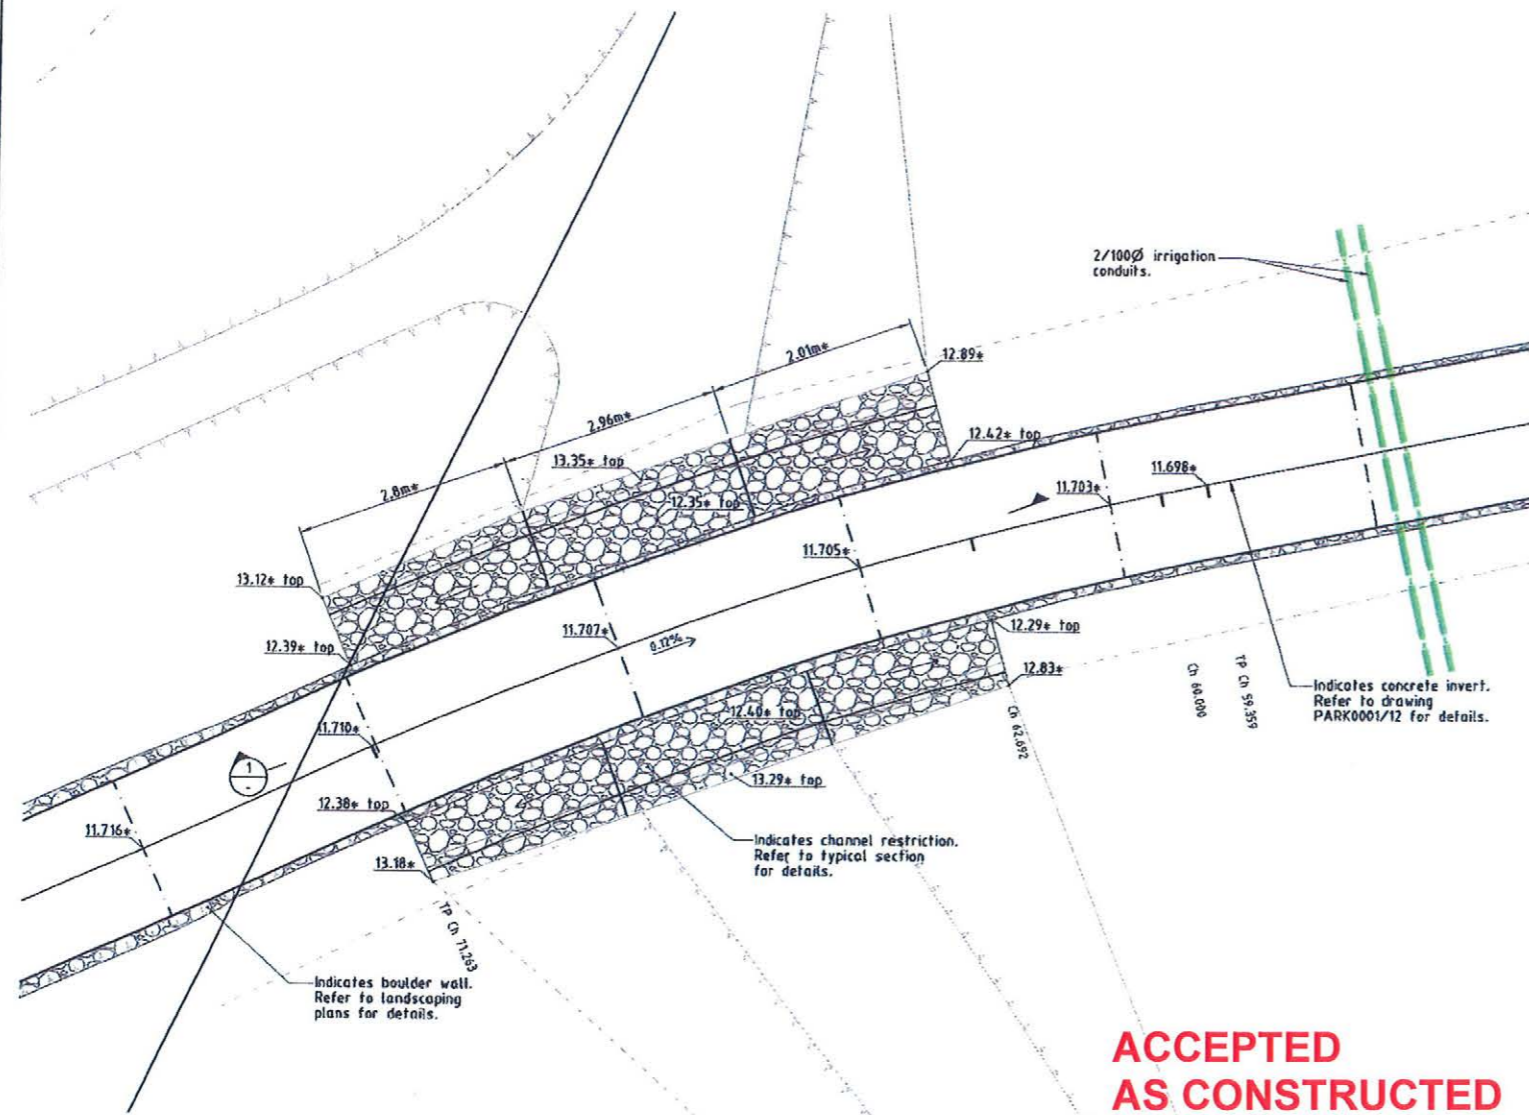 2/100Ø irrigation
conduits.
2.01m*
12.89*
2.96m*
12.42* top
13.35* top
11.698*
2.8m*
11.703*
12.35* top
11.705*
13.12* top
12.39* top
11.707*
0.12%
12.29* top
12.83*
TP Ch 59.359
Ch 60.000
Indicates concrete invert.
Refer to drawing
PARK0001/12 for details.
12.40* top
Ch 62.692
11.710*
1
-
13.29* top
12.38* top
11.716*
Indicates channel restriction.
Refer to typical section
for details.
13.18*
TP Ch 71.263
Indicates boulder wall.
Refer to landscaping
plans for details.
ACCEPTED
AS CONSTRUCTED